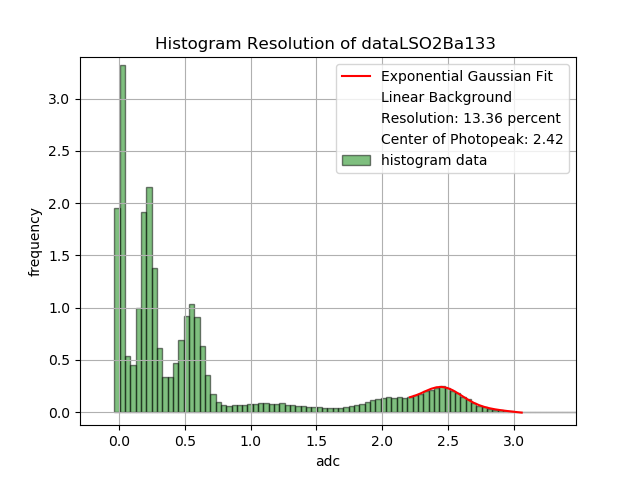 Histogram Resolution of dataLSO2Ba133
Exponential Gaussian Fit
Linear Background
Resolution: 13.36 percent
Center of Photopeak: 2.42
histogram data
frequency
3.0
2.5
2.0
1.5
1.0
0.5
0.0
0.0 0.5 1.0 1.5 2.0 2.5 3.0
adc